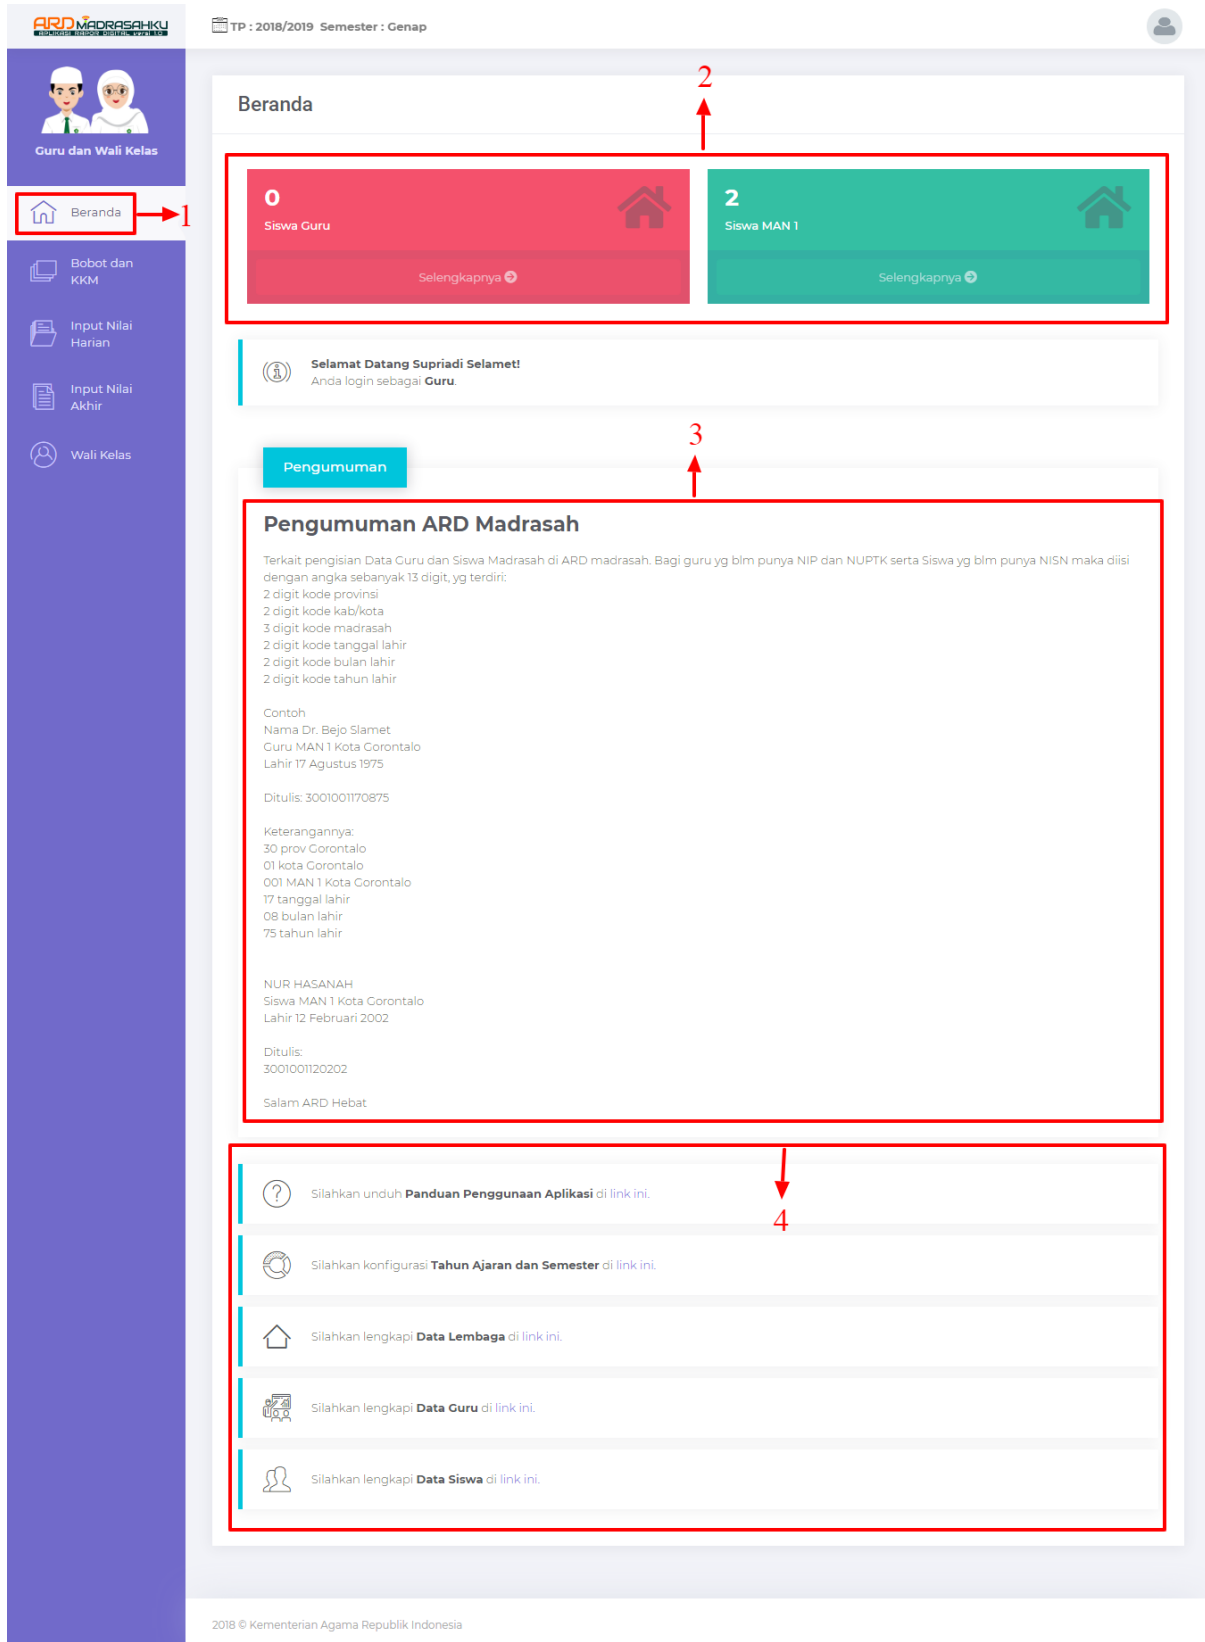 ARD MADRASAHKU
APLIKASI RAPOR DIGITAL versi 1.0
TP : 2018/2019 Semester : Genap
Guru dan Wali Kelas
Beranda
1
Bobot dan
KKM
Input Nilai
Harian
Input Nilai
Akhir
Wali Kelas
Beranda
2
0
Siswa Guru
Selengkapnya
2
Siswa MAN 1
Selengkapnya
Selamat Datang Supriadi Selamet!
Anda login sebagai Guru.
3
Pengumuman
Pengumuman ARD Madrasah
Terkait pengisian Data Guru dan Siswa Madrasah di ARD madrasah. Bagi guru yg blm punya NIP dan NUPTK serta Siswa yg blm punya NISN maka diisi
dengan angka sebanyak 13 digit, yg terdiri:
2 digit kode provinsi
2 digit kode kab/kota
3 digit kode madrasah
2 digit kode tanggal lahir
2 digit kode bulan lahir
2 digit kode tahun lahir
Contoh
Nama Dr. Bejo Slamet
Guru MAN 1 Kota Gorontalo
Lahir 17 Agustus 1975
Ditulis: 3001001170875
Keterangannya:
30 prov Gorontalo
01 kota Gorontalo
001 MAN 1 Kota Gorontalo
17 tanggal lahir
08 bulan lahir
75 tahun lahir
NUR HASANAH
Siswa MAN 1 Kota Gorontalo
Lahir 12 Februari 2002
Ditulis:
3001001120202
Salam ARD Hebat
Silahkan unduh Panduan Penggunaan Aplikasi di link ini.
4
Silahkan konfigurasi Tahun Ajaran dan Semester di link ini.
Silahkan lengkapi Data Lembaga di link ini.
Silahkan lengkapi Data Guru di link ini.
Silahkan lengkapi Data Siswa di link ini.
2018 © Kementerian Agama Republik Indonesia